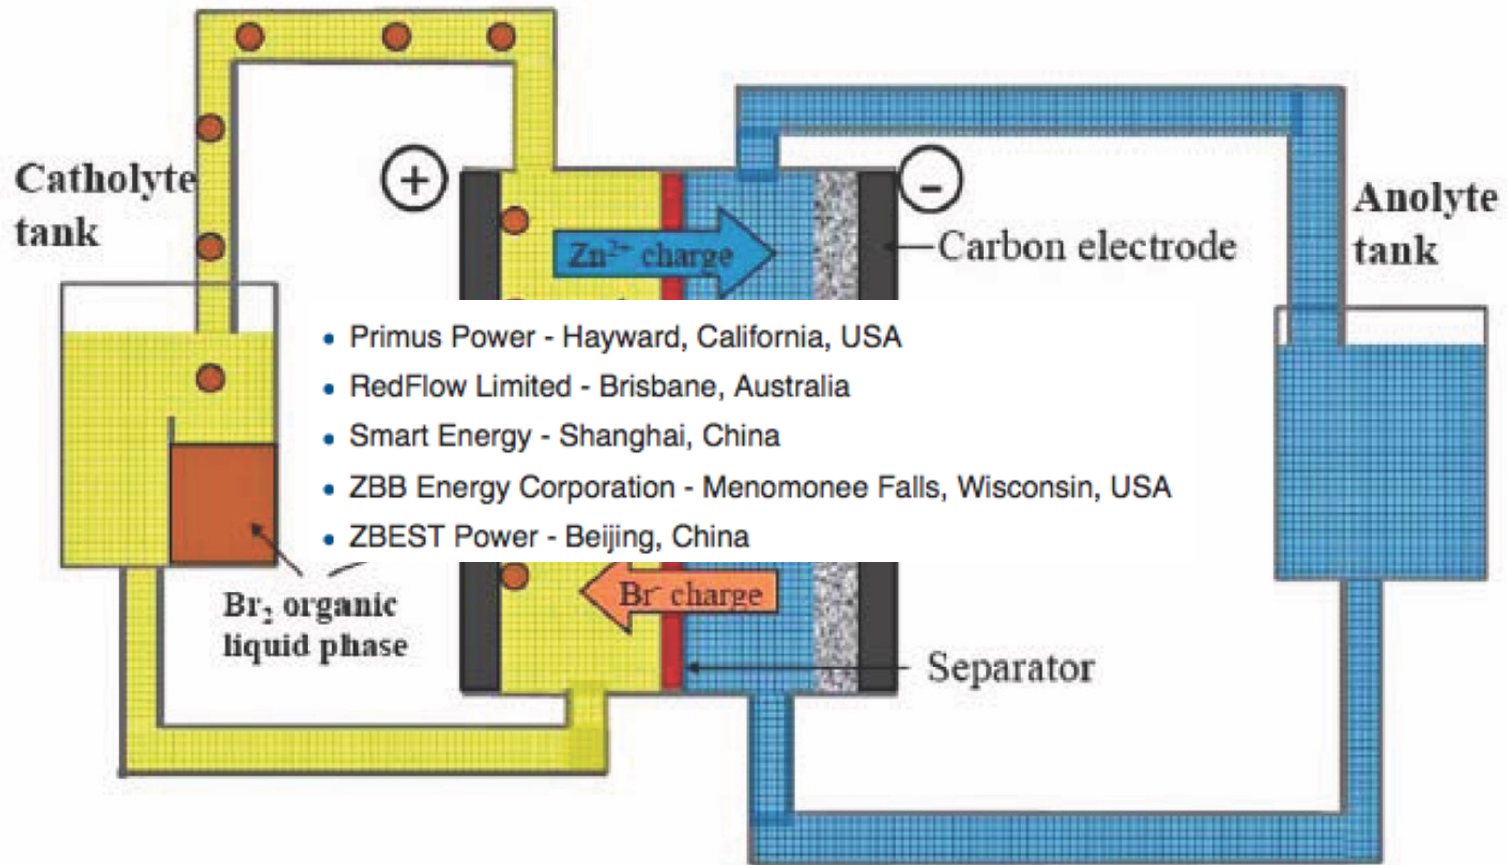 Catholyte
tank
+
-
Anolyte
tank
Zn²⁺ charge
Carbon electrode
• Primus Power - Hayward, California, USA
• RedFlow Limited - Brisbane, Australia
• Smart Energy - Shanghai, China
• ZBB Energy Corporation - Menomonee Falls, Wisconsin, USA
• ZBEST Power - Beijing, China
Br⁻ charge
Br₂ organic
liquid phase
Separator